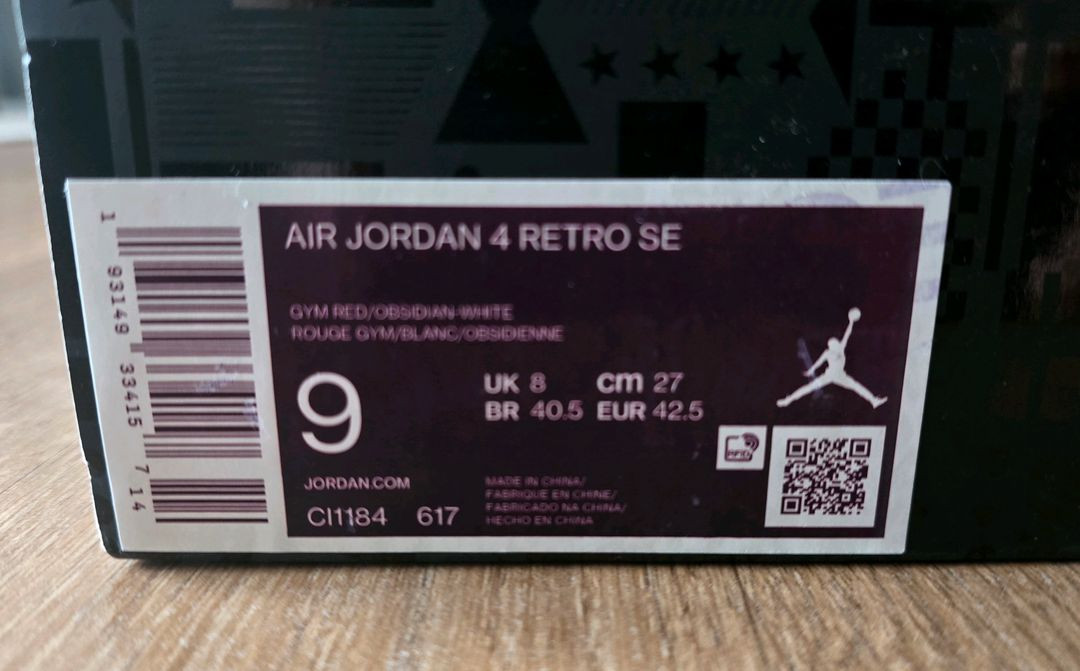 1 93149 33415 7 14
AIR JORDAN 4 RETRO SE
GYM RED/OBSIDIAN-WHITE
ROUGE GYM/BLANC/OBSIDIENNE
9
UK 8 cm 27
BR 40.5 EUR 42.5
RFID
JORDAN.COM
CI1184 617
MADE IN CHINA/
FABRIQUE EN CHINE/
FABRICADO NA CHINA/
HECHO EN CHINA